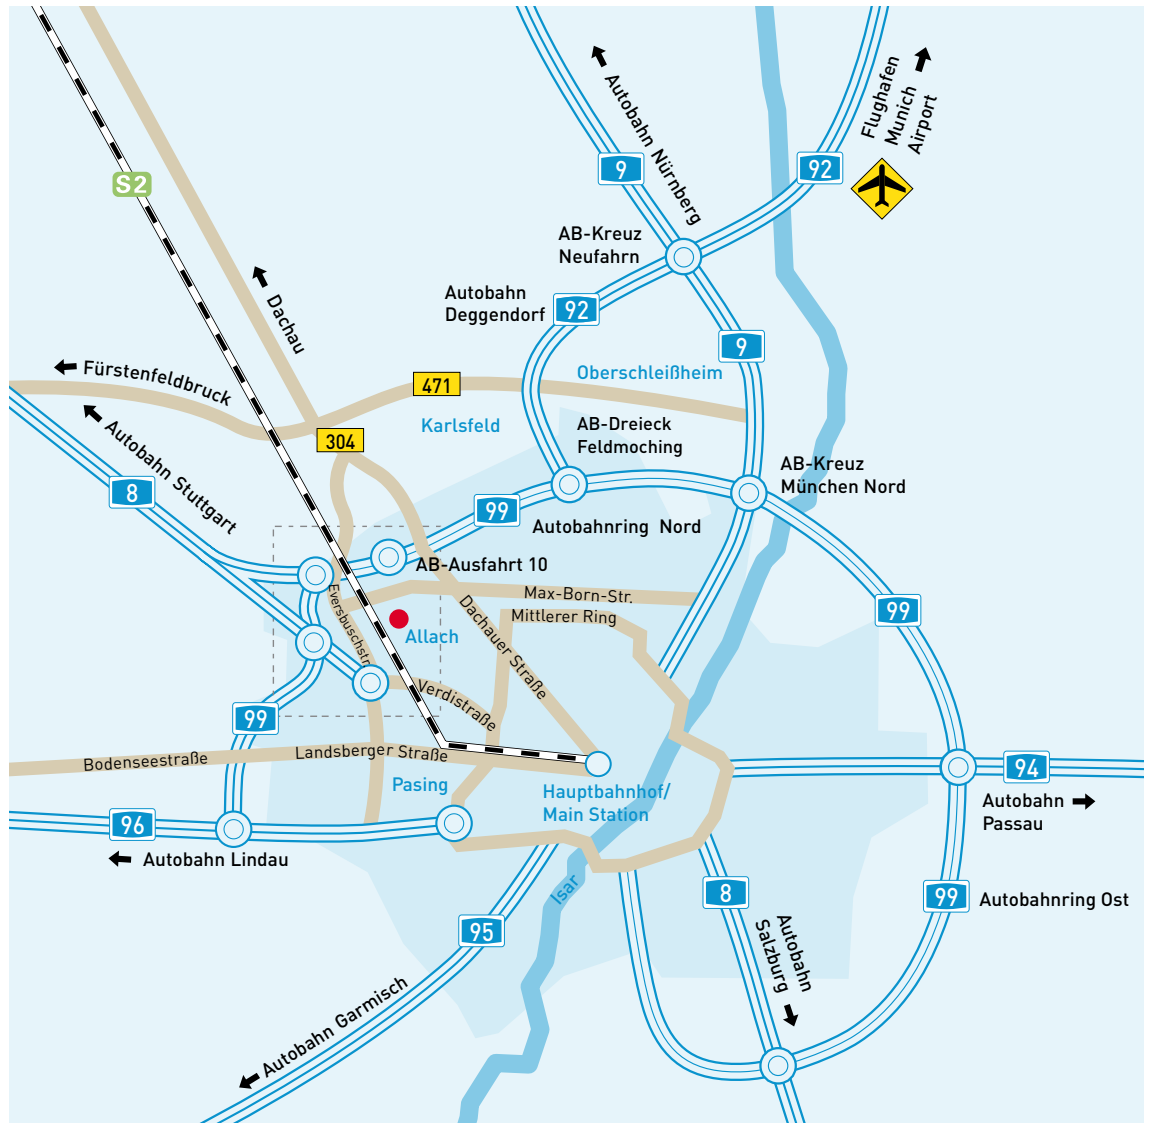 Flughafen
Munich
Airport
Autobahn Nürnberg
9
92
S2
AB-Kreuz
Neufahrn
Autobahn
Deggendorf
92
Dachau
9
Fürstenfeldbruck
471
Oberschleißheim
Karlsfeld
304
AB-Dreieck
Feldmoching
Autobahn Stuttgart
8
AB-Kreuz
München Nord
99
Autobahnring Nord
AB-Ausfahrt 10
Max-Born-Str.
Mittlerer Ring
Eversbuschstr.
Dachauer Straße
99
Allach
Verdistraße
99
Bodenseestraße
Landsberger Straße
Pasing
Hauptbahnhof/
Main Station
94
Autobahn
Passau
96
Autobahn Lindau
Isar
8
99
Autobahnring Ost
95
Autobahn
Salzburg
Autobahn Garmisch